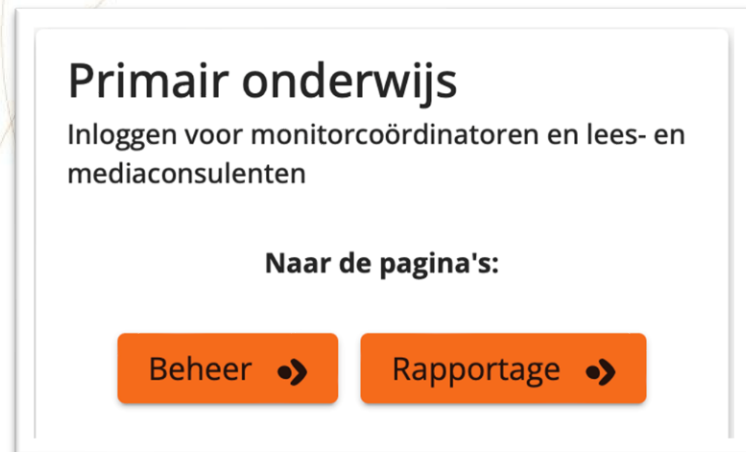 Primair onderwijs
Inloggen voor monitorcoördinatoren en lees- en
mediaconsulenten
Naar de pagina's:
Beheer
Rapportage